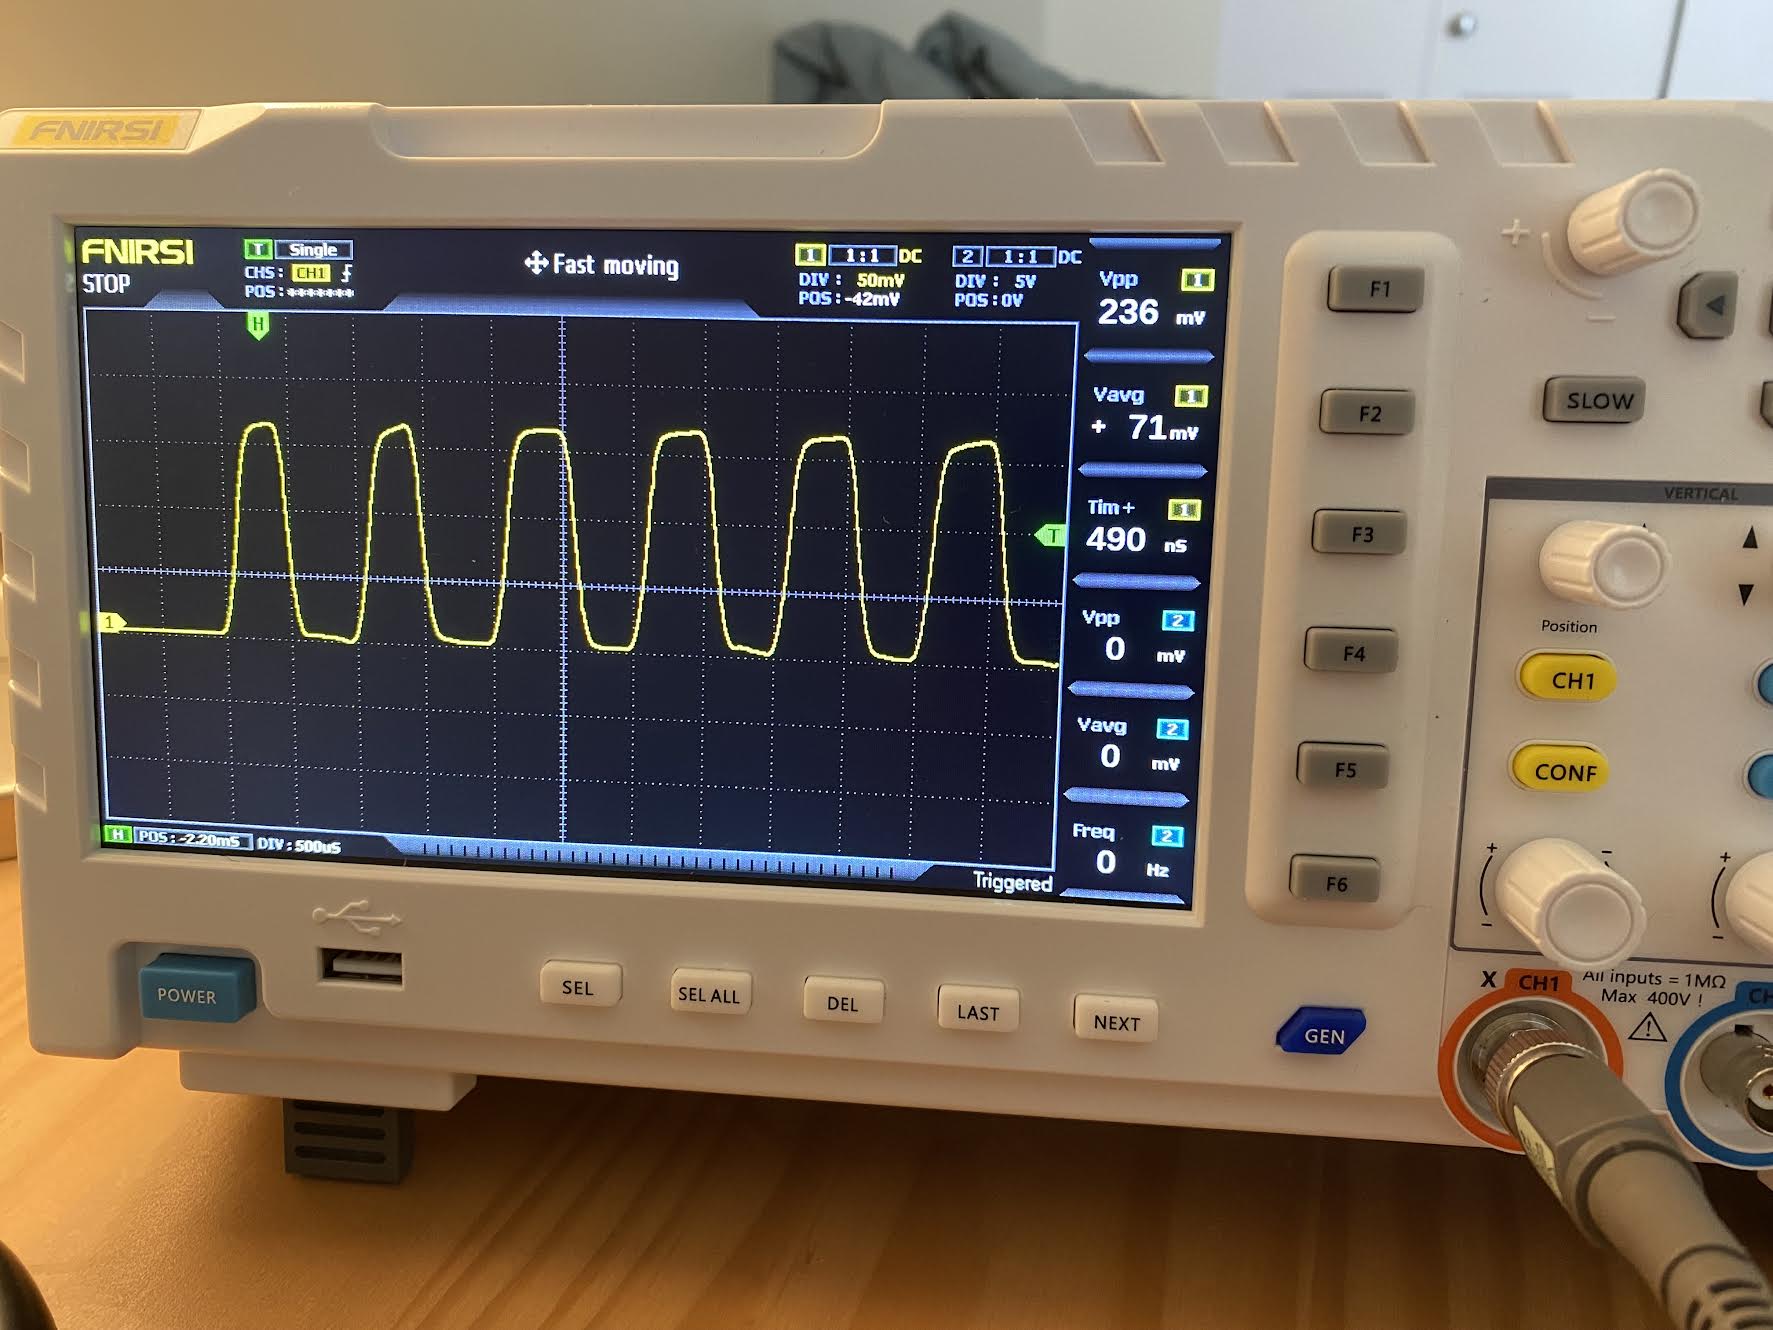 FNIRSI
FNIRSI
STOP
T Single
CHS: CH1
POS:********
Fast moving
1 1:1 DC
DIV: 50mV
POS:-42mV
2 1:1 DC
DIV: 5V
POS:0V
H
1
T
Vpp 1
236 mV
Vavg 1
+ 71mV
Tim+ 1
490 nS
Vpp 2
0 mV
Vavg 2
0 mV
Freq 2
0 Hz
H POS:-2.20mS DIV:500uS
Triggered
F1
F2
F3
F4
F5
F6
+
−
SLOW
VERTICAL
Position
CH1
CONF
+ −
−
+
−
POWER
SEL
SEL ALL
DEL
LAST
NEXT
GEN
X CH1
All inputs = 1MΩ
Max 400V !
CH